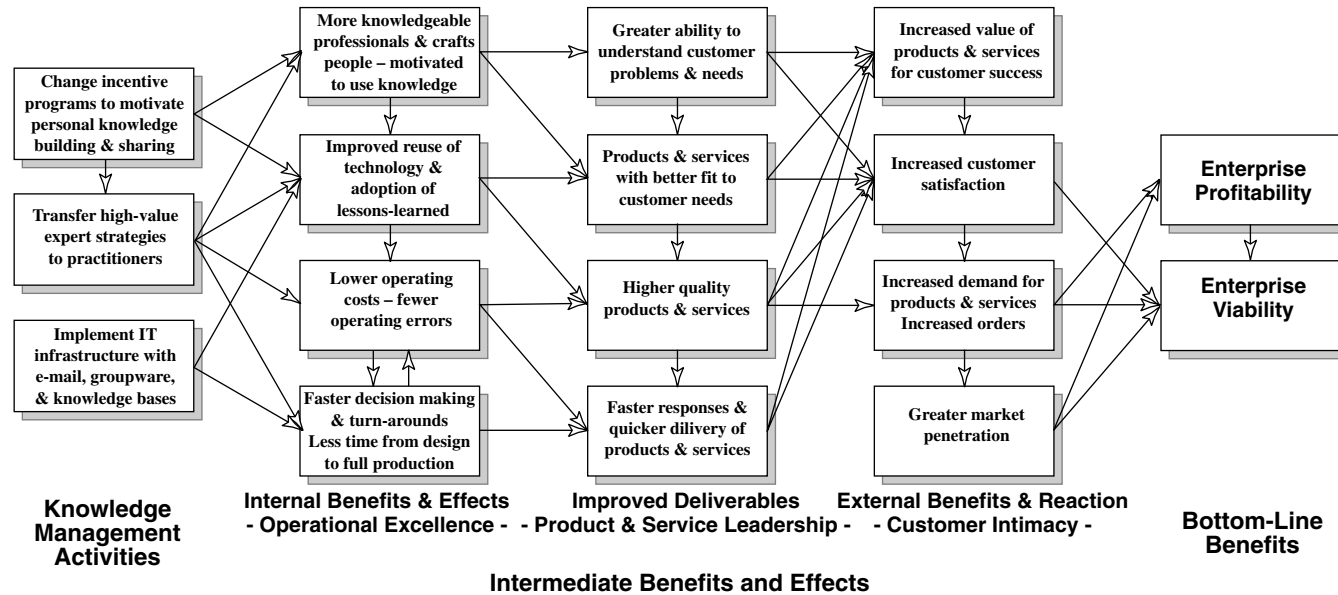 Change incentive
programs to motivate
personal knowledge
building & sharing
Transfer high-value
expert strategies
to practitioners
Implement IT
infrastructure with
e-mail, groupware,
& knowledge bases
Knowledge
Management
Activities
More knowledgeable
professionals & crafts
people – motivated
to use knowledge
Improved reuse of
technology &
adoption of
lessons-learned
Lower operating
costs – fewer
operating errors
Faster decision making
& turn-arounds
Less time from design
to full production
Internal Benefits & Effects
- Operational Excellence -
Greater ability to
understand customer
problems & needs
Products & services
with better fit to
customer needs
Higher quality
products & services
Faster responses &
quicker dilivery of
products & services
Improved Deliverables
- Product & Service Leadership -
Increased value of
products & services
for customer success
Increased customer
satisfaction
Increased demand for
products & services
Increased orders
Greater market
penetration
External Benefits & Reaction
- Customer Intimacy -
Enterprise
Profitability
Enterprise
Viability
Bottom-Line
Benefits
Intermediate Benefits and Effects